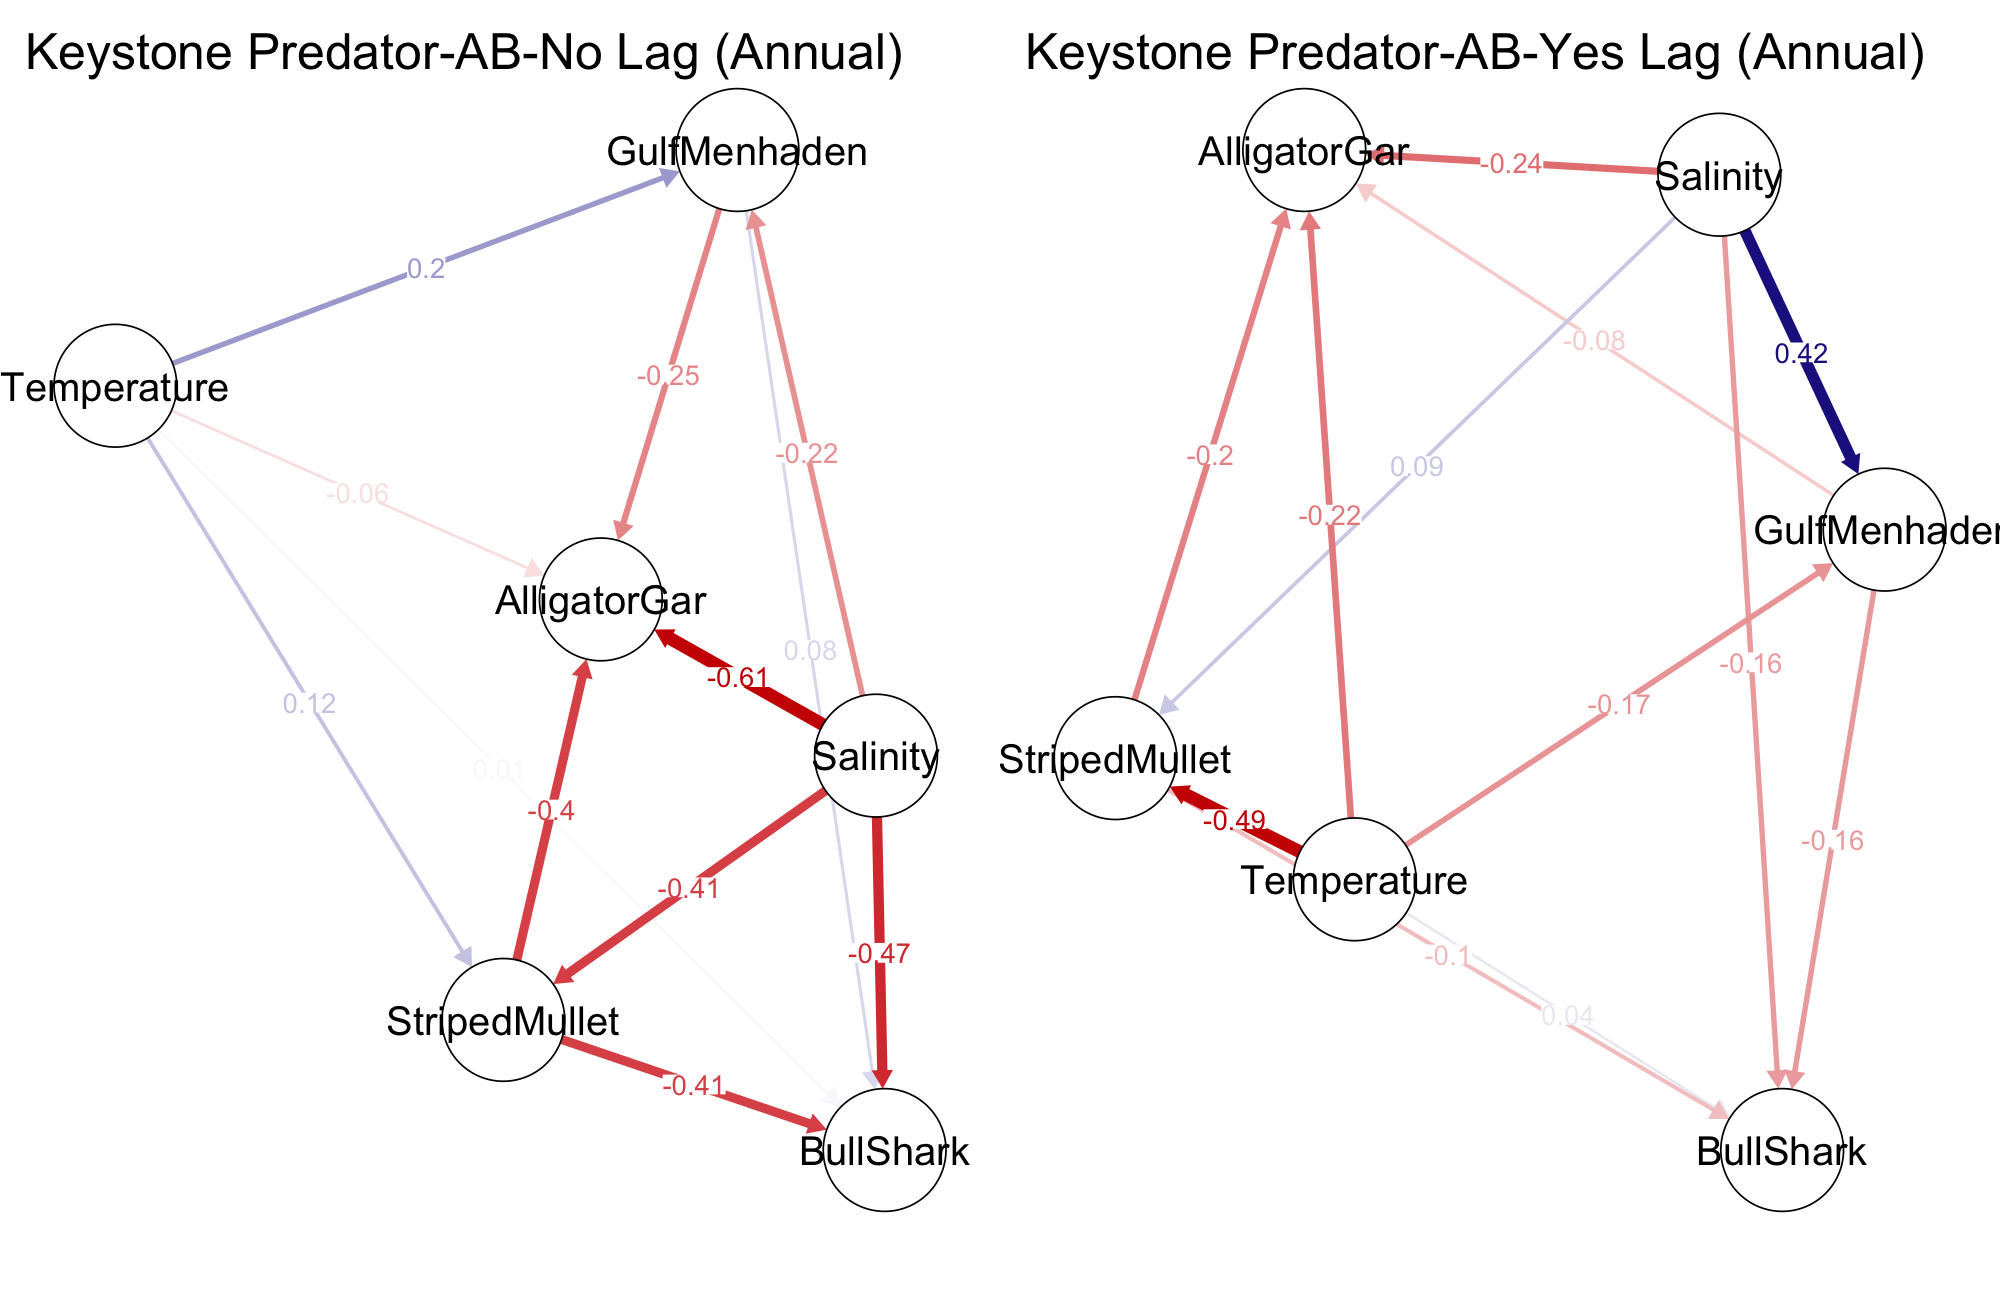 Keystone Predator-AB-No Lag (Annual)
GulfMenhaden
0.2
-0.25
Temperature
-0.22
-0.06
AlligatorGar
0.08
-0.61
0.12
Salinity
0.01
-0.4
-0.41
-0.47
StripedMullet
-0.41
BullShark
Keystone Predator-AB-Yes Lag (Annual)
AlligatorGar
-0.24
Salinity
-0.08
0.42
-0.2
0.09
-0.22
GulfMenhaden
-0.16
-0.17
StripedMullet
-0.49
-0.16
Temperature
-0.1
0.04
BullShark